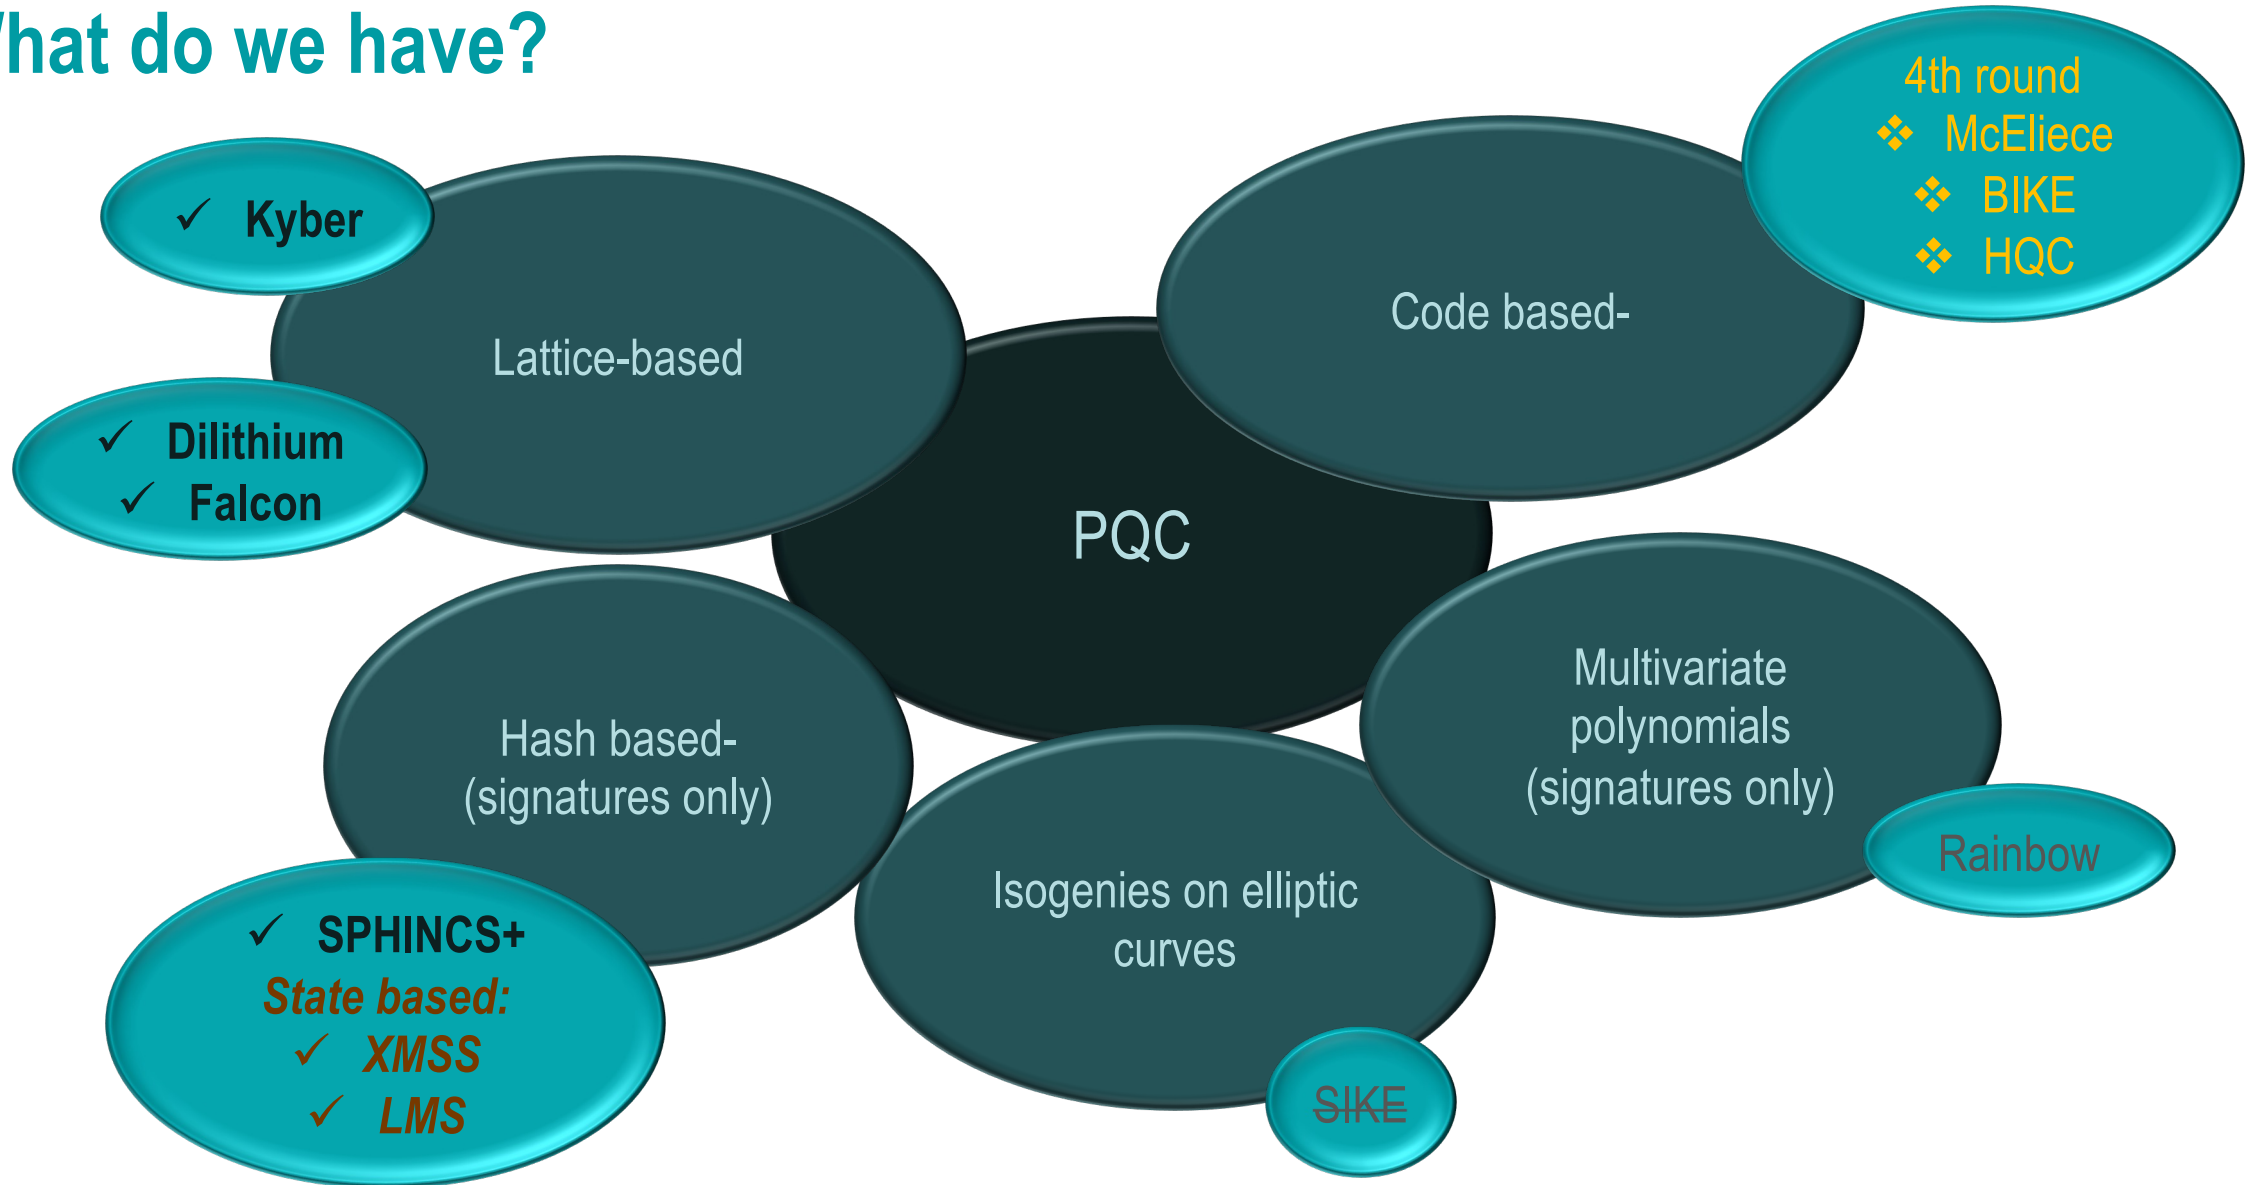 What do we have?
4th round
❖ McEliece
❖ BIKE
❖ HQC
✓ Kyber
Code based-
Lattice-based
✓ Dilithium
✓ Falcon
PQC
Multivariate
polynomials
(signatures only)
Hash based-
(signatures only)
Rainbow
Isogenies on elliptic
curves
✓ SPHINCS+
State based:
✓ XMSS
✓ LMS
SIKE